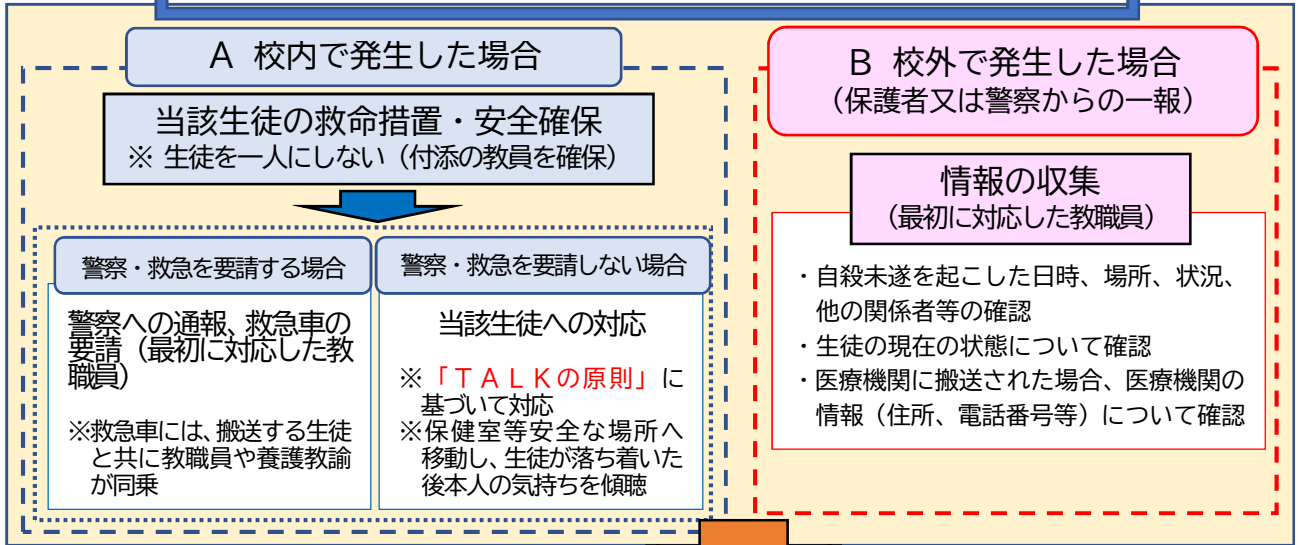 A 校内で発生した場合
当該生徒の救命措置・安全確保
※ 生徒を一人にしない（付添の教員を確保）
警察・救急を要請する場合
警察への通報、救急車の
要請（最初に対応した教
職員）
※救急車には、搬送する生徒
と共に教職員や養護教諭
が同乗
警察・救急を要請しない場合
当該生徒への対応
※「ＴＡＬＫの原則」に
基づいて対応
※保健室等安全な場所へ
移動し、生徒が落ち着いた
後本人の気持ちを傾聴
B 校外で発生した場合
（保護者又は警察からの一報）
情報の収集
（最初に対応した教職員）
・自殺未遂を起こした日時、場所、状況、
他の関係者等の確認
・生徒の現在の状態について確認
・医療機関に搬送された場合、医療機関の
情報（住所、電話番号等）について確認